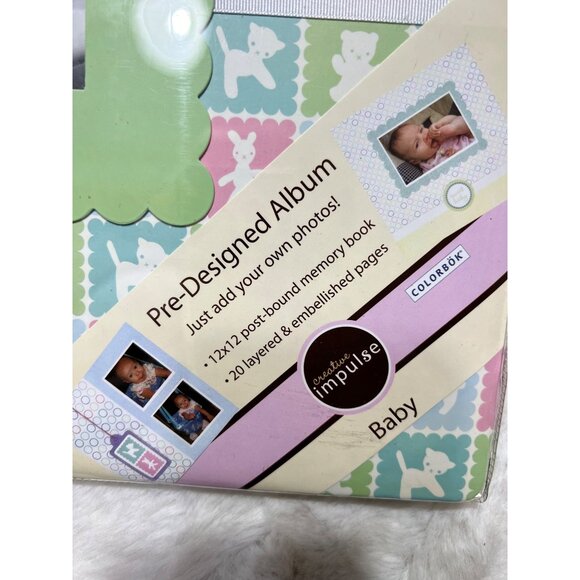 Pre-Designed Album
Just add your own photos!
• 12x12 post-bound memory book
• 20 layered & embellished pages
COLORBÖK®
creative
impulse
Baby